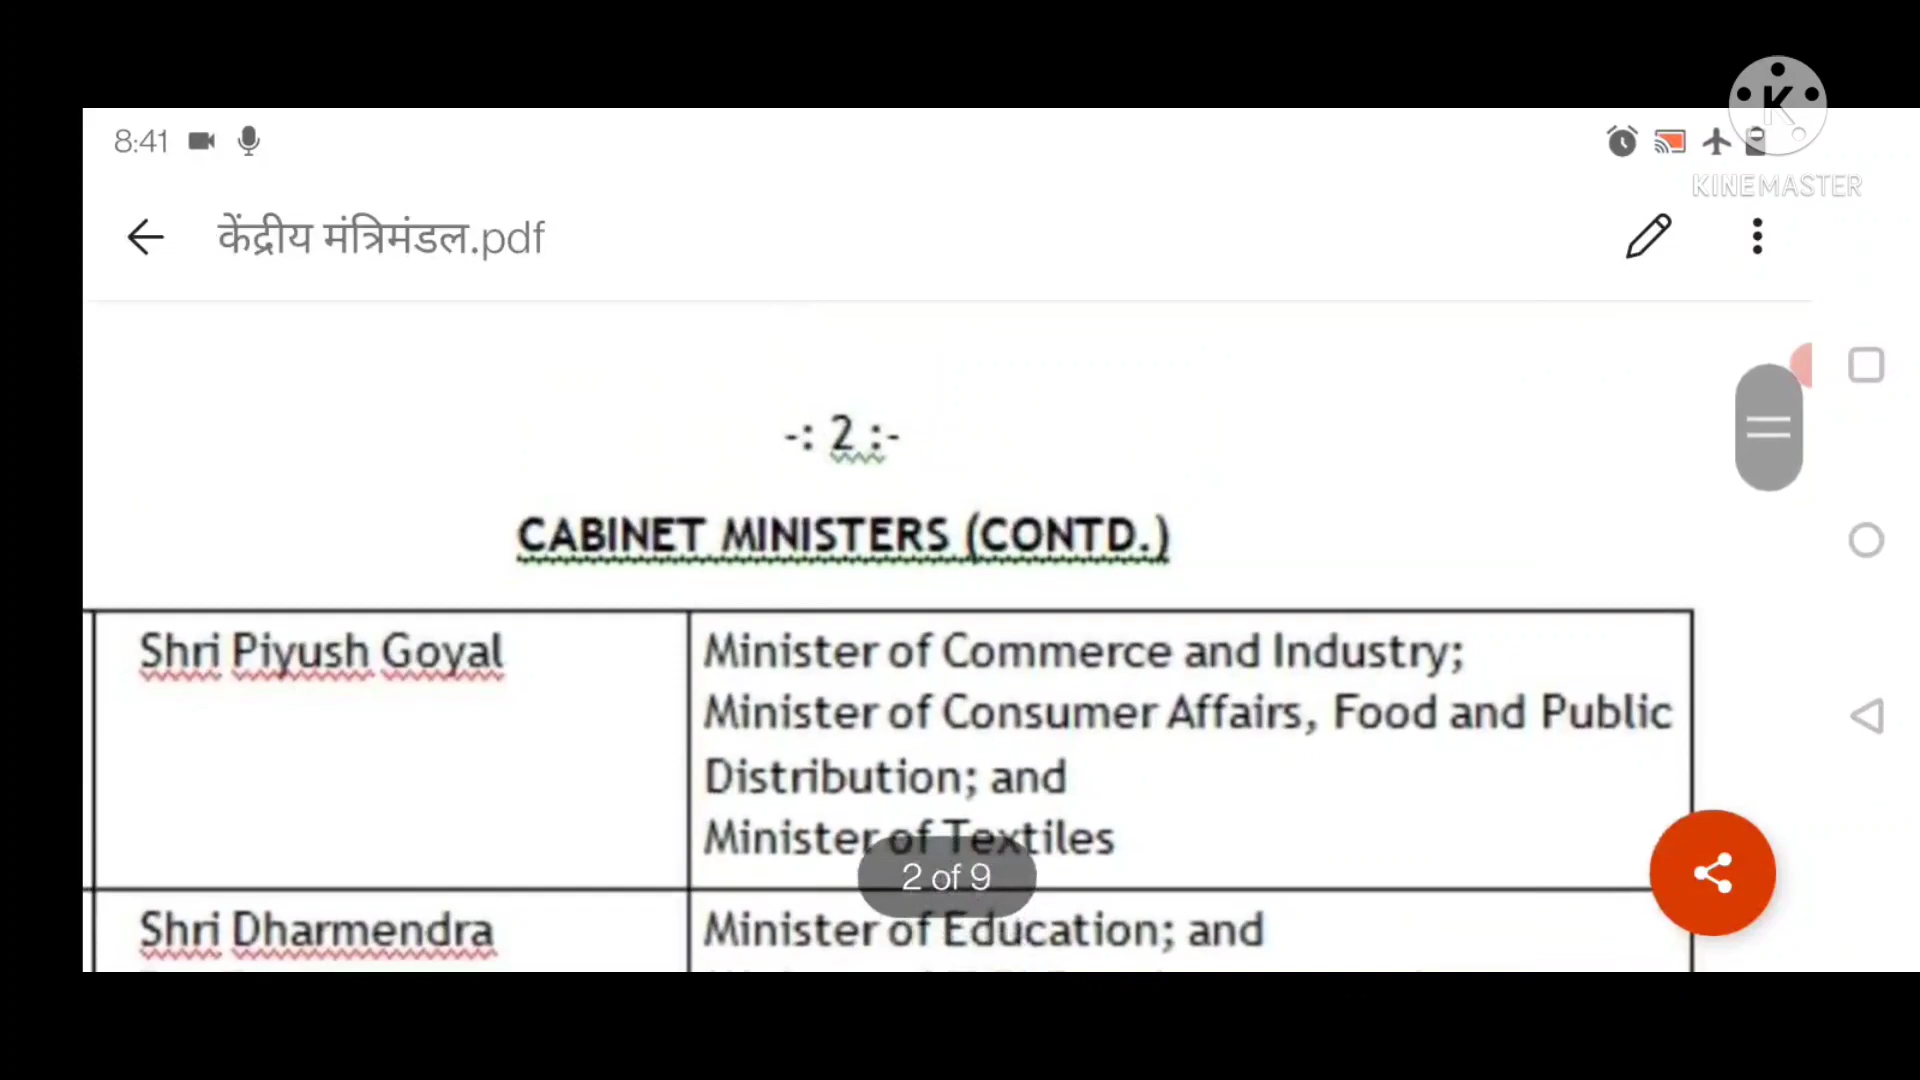 8:41
K
KINEMASTER
केंद्रीय मंत्रिमंडल.pdf
-: 2 :-
CABINET MINISTERS (CONTD.)
Shri Piyush Goyal
Minister of Commerce and Industry;
Minister of Consumer Affairs, Food and Public
Distribution; and
Minister of Textiles
2 of 9
Shri Dharmendra
Minister of Education; and